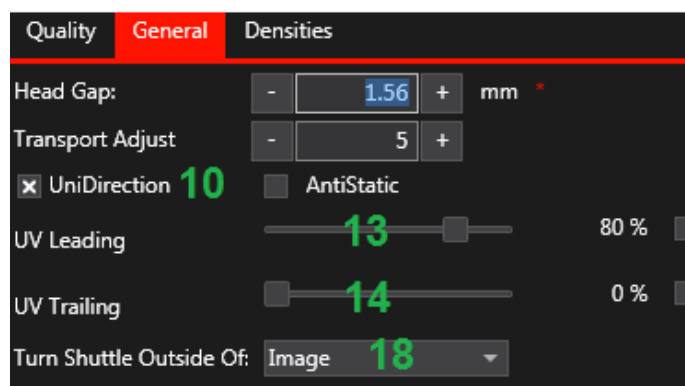 Quality General Densities
Head Gap: - 1.56 + mm *
Transport Adjust - 5 +
x UniDirection 10 AntiStatic
UV Leading 13 80 %
UV Trailing 14 0 %
Turn Shuttle Outside Of: Image 18